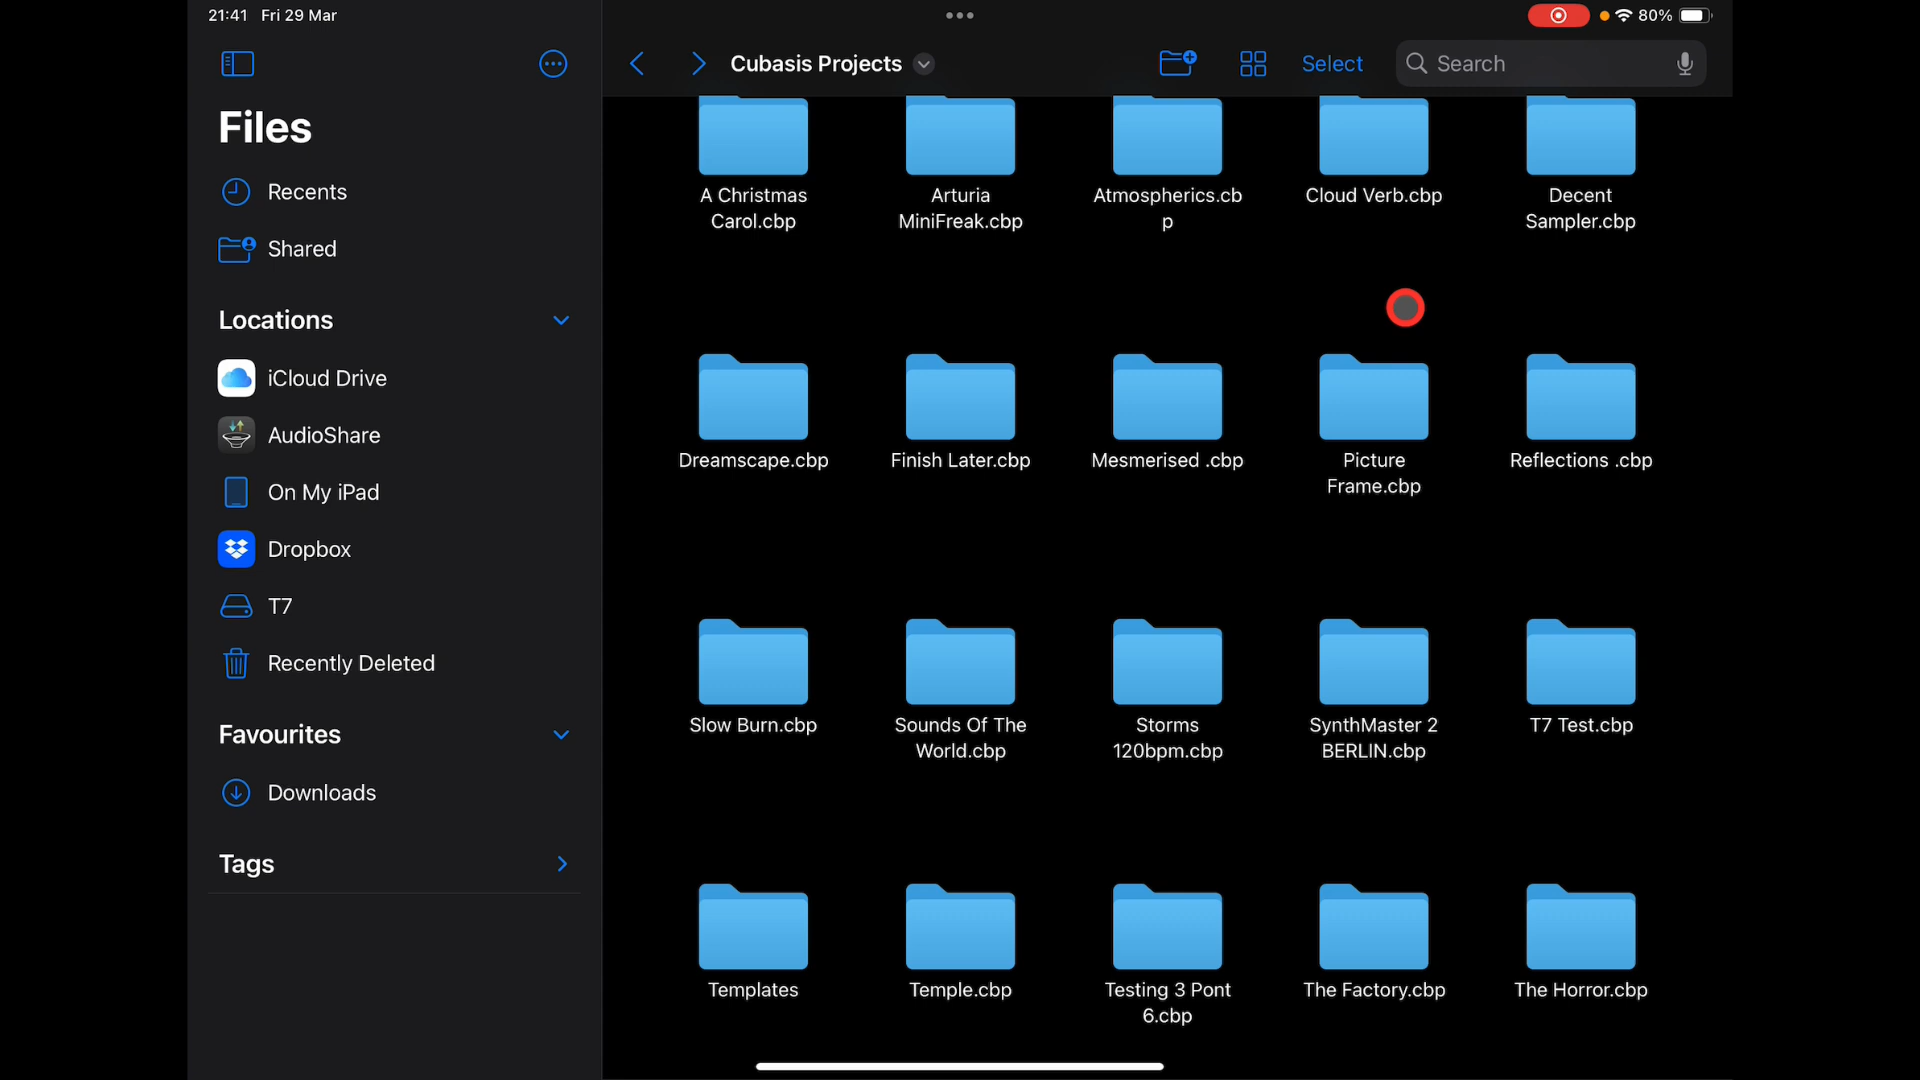 21:41 Fri 29 Mar
80%
Files
Recents
Shared
Locations
iCloud Drive
AudioShare
On My iPad
Dropbox
T7
Recently Deleted
Favourites
Downloads
Tags
Cubasis Projects
Select
Search
A Christmas
Carol.cbp
Arturia
MiniFreak.cbp
Atmospherics.cb
p
Cloud Verb.cbp
Decent
Sampler.cbp
Dreamscape.cbp
Finish Later.cbp
Mesmerised .cbp
Picture
Frame.cbp
Reflections .cbp
Slow Burn.cbp
Sounds Of The
World.cbp
Storms
120bpm.cbp
SynthMaster 2
BERLIN.cbp
T7 Test.cbp
Templates
Temple.cbp
Testing 3 Pont
6.cbp
The Factory.cbp
The Horror.cbp